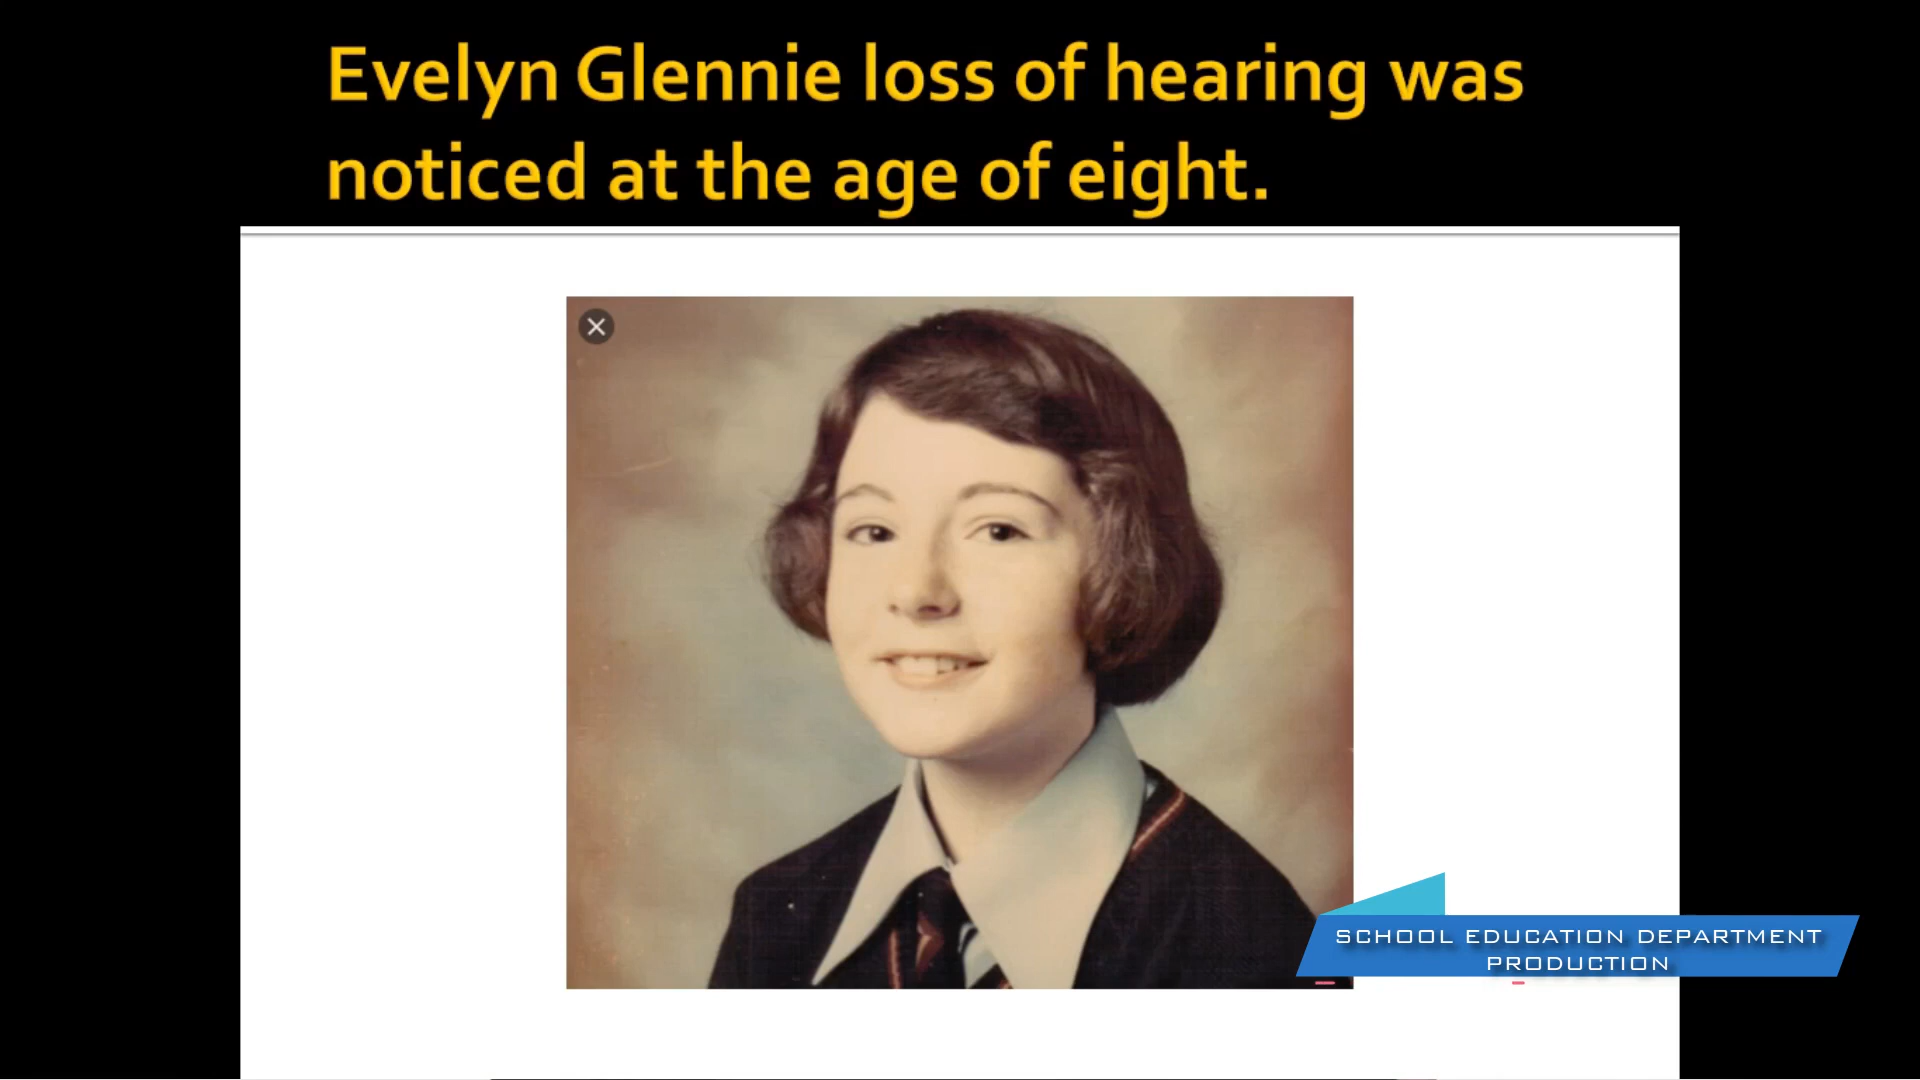 Evelyn Glennie loss of hearing was
noticed at the age of eight.
SCHOOL EDUCATION DEPARTMENT
PRODUCTION